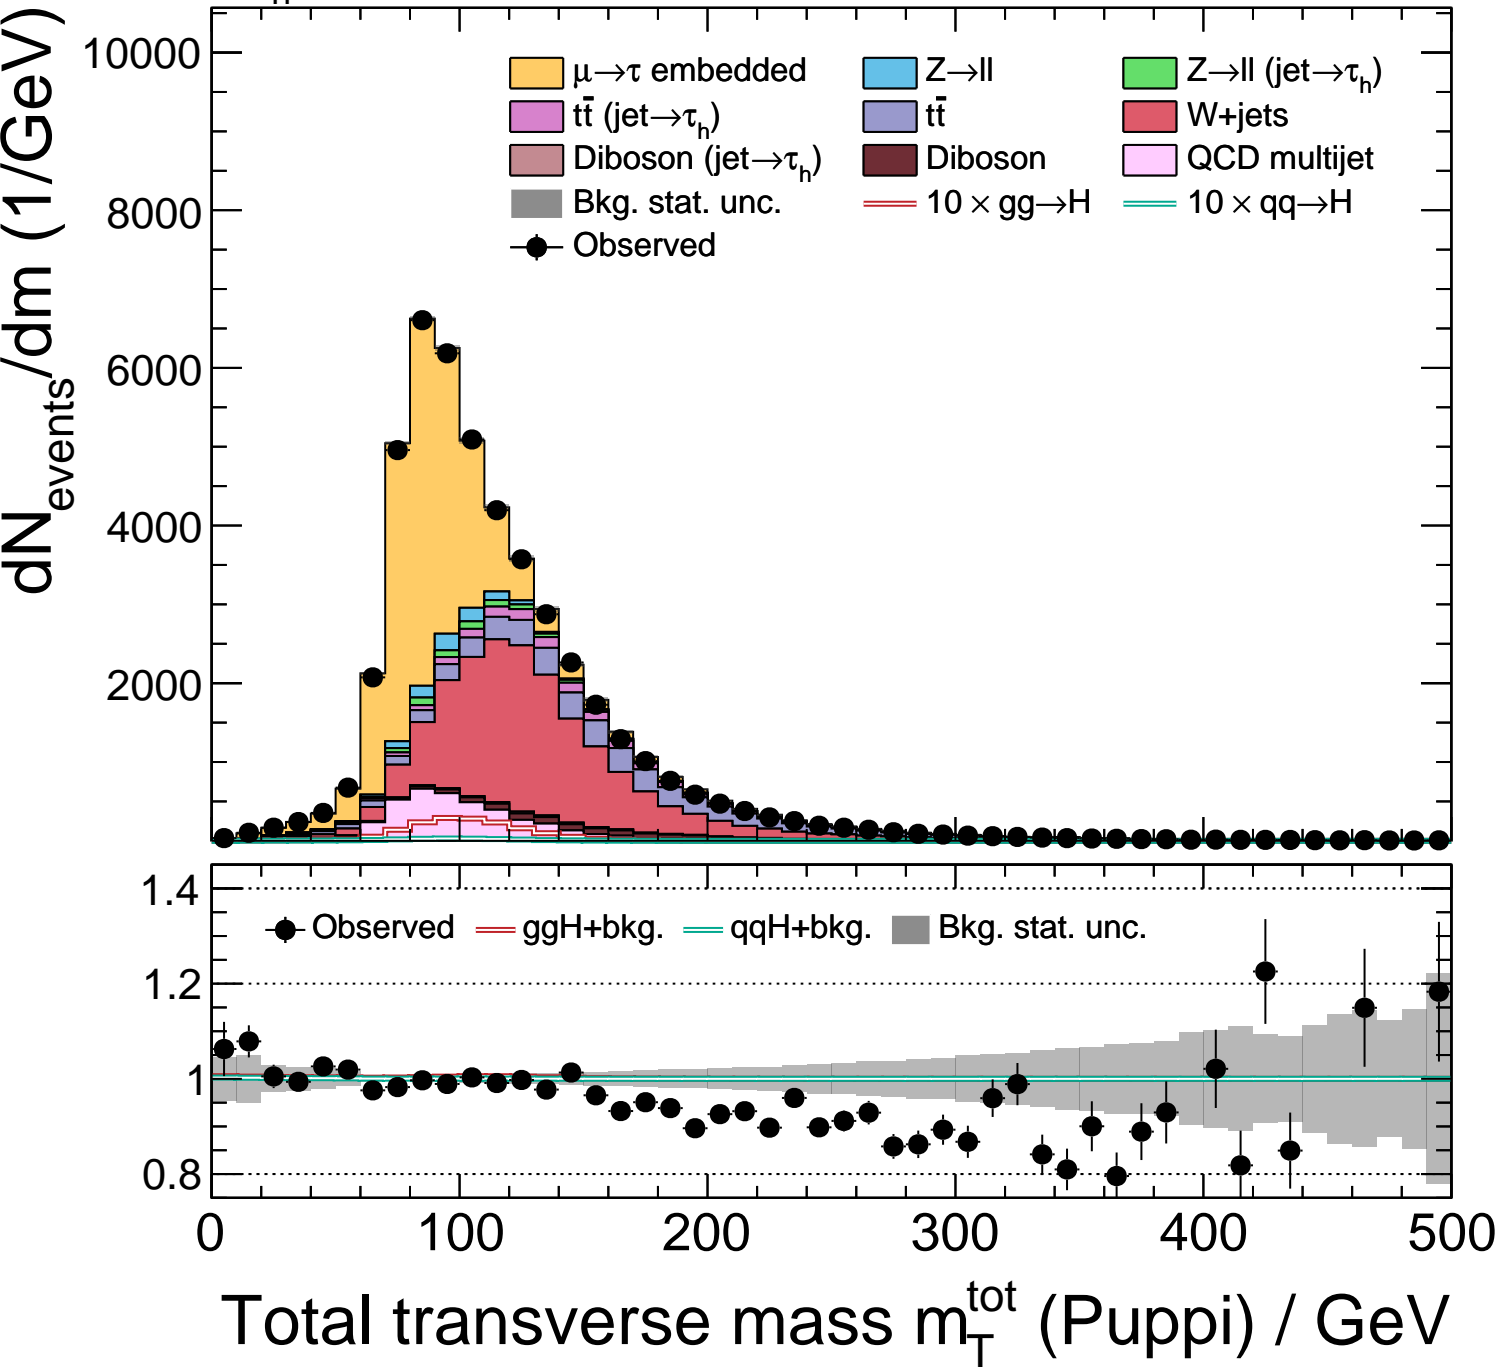 dN_events/dm (1/GeV)
10000
8000
6000
4000
2000
μ→τ embedded
Z→ll
Z→ll (jet→τ_h)
tt̄ (jet→τ_h)
tt̄
W+jets
Diboson (jet→τ_h)
Diboson
QCD multijet
Bkg. stat. unc.
10 × gg→H
10 × qq→H
Observed
1.4
1.2
1
0.8
Observed
ggH+bkg.
qqH+bkg.
Bkg. stat. unc.
0 100 200 300 400 500
Total transverse mass m_T^tot (Puppi) / GeV